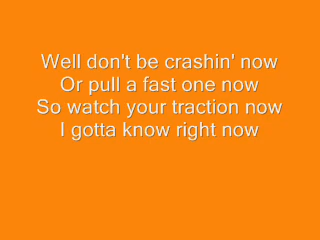 Well don't be crashin' now
Or pull a fast one now
So watch your traction now
I gotta know right now